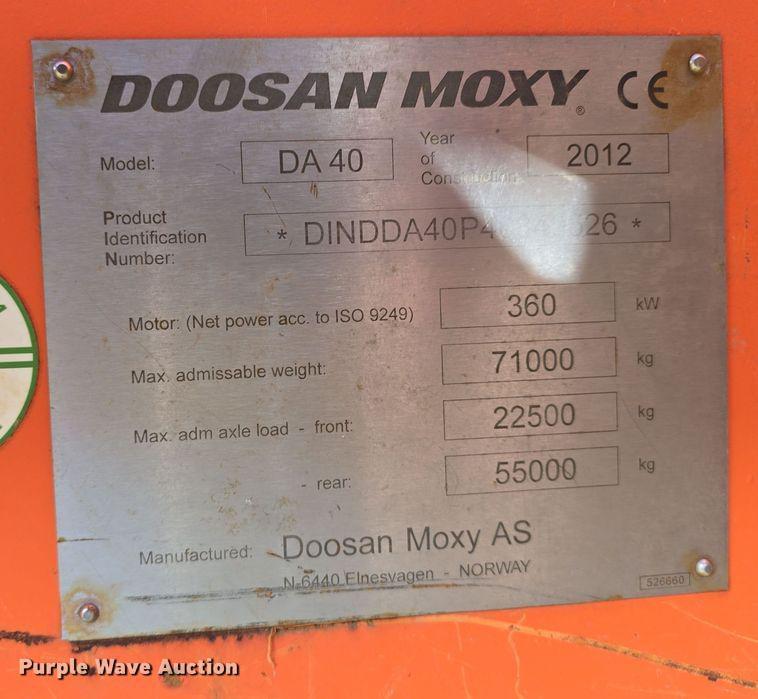 DOOSAN MOXY® CE
Model: DA 40 Year of Construction 2012
Product Identification Number: * *
Motor: (Net power acc. to ISO 9249) 360 kW
Max. admissable weight: 71000 kg
Max. adm axle load - front: 22500 kg
- rear: 55000 kg
Manufactured: Doosan Moxy AS
N-6440 Elnesvagen - NORWAY
526660
Purple Wave Auction